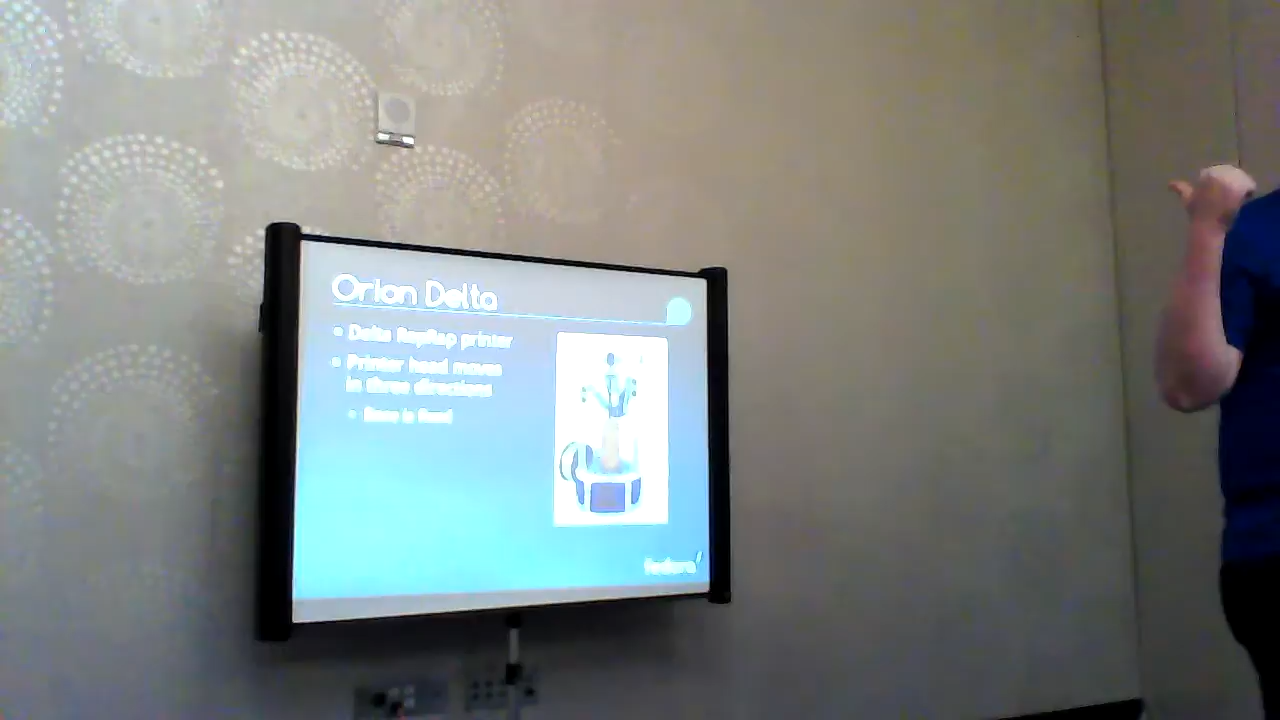 Orion Delta
Delta RepRap printer
Printer head moves
in three directions
Base is fixed
fedora